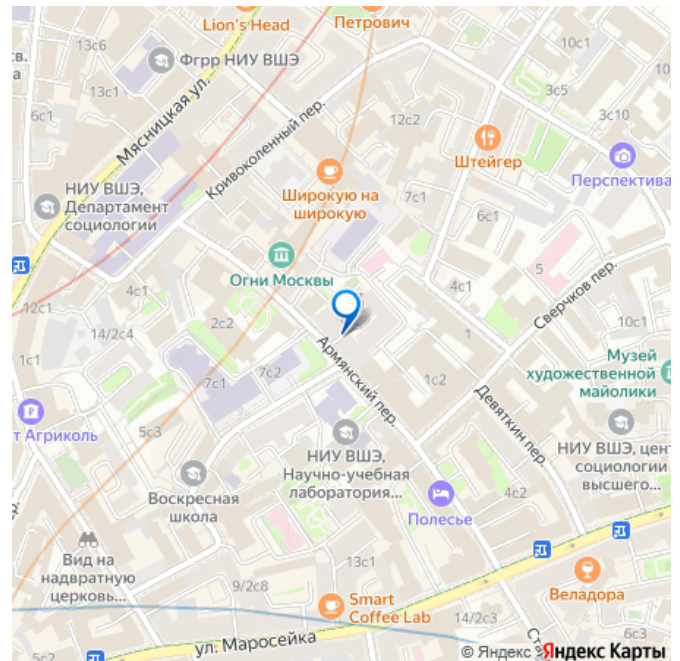 Lion's Head
Петрович
13с6
10с1
Фгрр НИУ ВШЭ
св.
13с1
3с5
6с1
Мясницкая ул.
12с2
3с10
Штейгер
Перспектива
Кривоколенный пер.
НИУ ВШЭ,
Департамент
социологии
Широкую на
широкую
7с1
6с1
Огни Москвы
5
Сверчков пер.
12с1
4с1
4с1
14/2с4
2с2
1
10с1
1с1
Армянский пер.
Музей
художественной
майолики
7с1
7с2
1с2
Девяткин пер.
т Агриколь
5с3
НИУ ВШЭ,
Научно-учебная
лаборатория...
НИУ ВШЭ, цен
социологии
высшего...
Воскресная
школа
4с2
Полесье
Вид на
надвратную
церковь...
13с1
9/2с8
Smart
Coffee Lab
Веладора
14/2с3
ул. Маросейка
© Яндекс Яндекс Карты